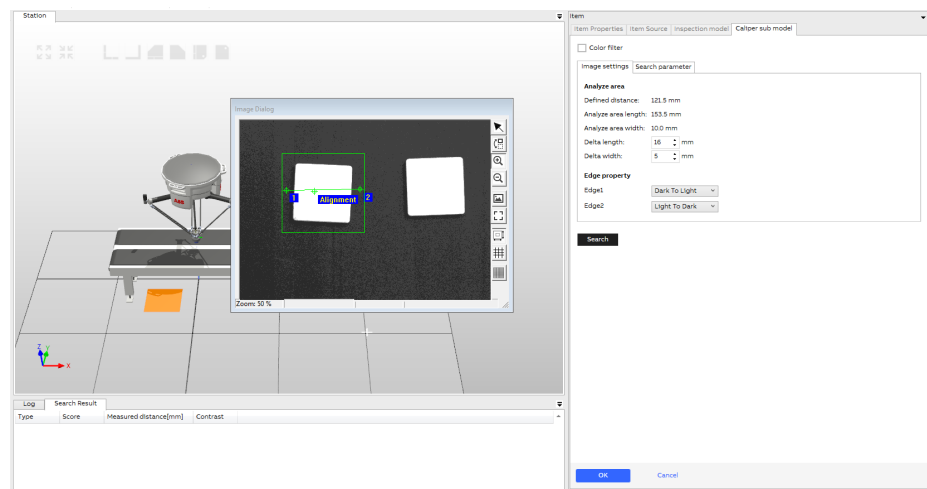 Station
Item
Item Properties Item Source Inspection model Caliper sub model
Color filter
Image settings Search parameter
Analyze area
Defined distance: 121.5 mm
Analyze area length: 153.5 mm
Analyze area width: 10.0 mm
Delta length: 16 mm
Delta width: 5 mm
Edge property
Edge1 Dark To Light
Edge2 Light To Dark
Search
Image Dialog
1 Alignment 2
Zoom: 50 %
ABB
Z Y
X
Log Search Result
Type Score Measured distance[mm] Contrast
OK Cancel